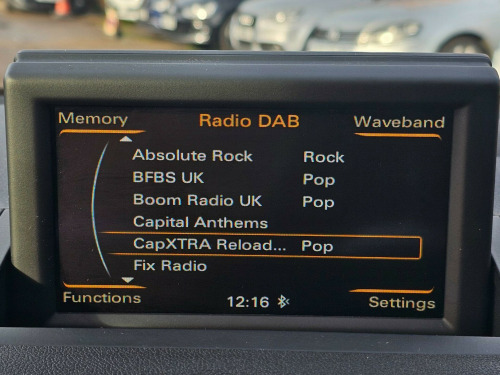 Memory Radio DAB Waveband
Absolute Rock Rock
BFBS UK Pop
Boom Radio UK Pop
Capital Anthems
CapXTRA Reload... Pop
Fix Radio
Functions 12:16 Settings